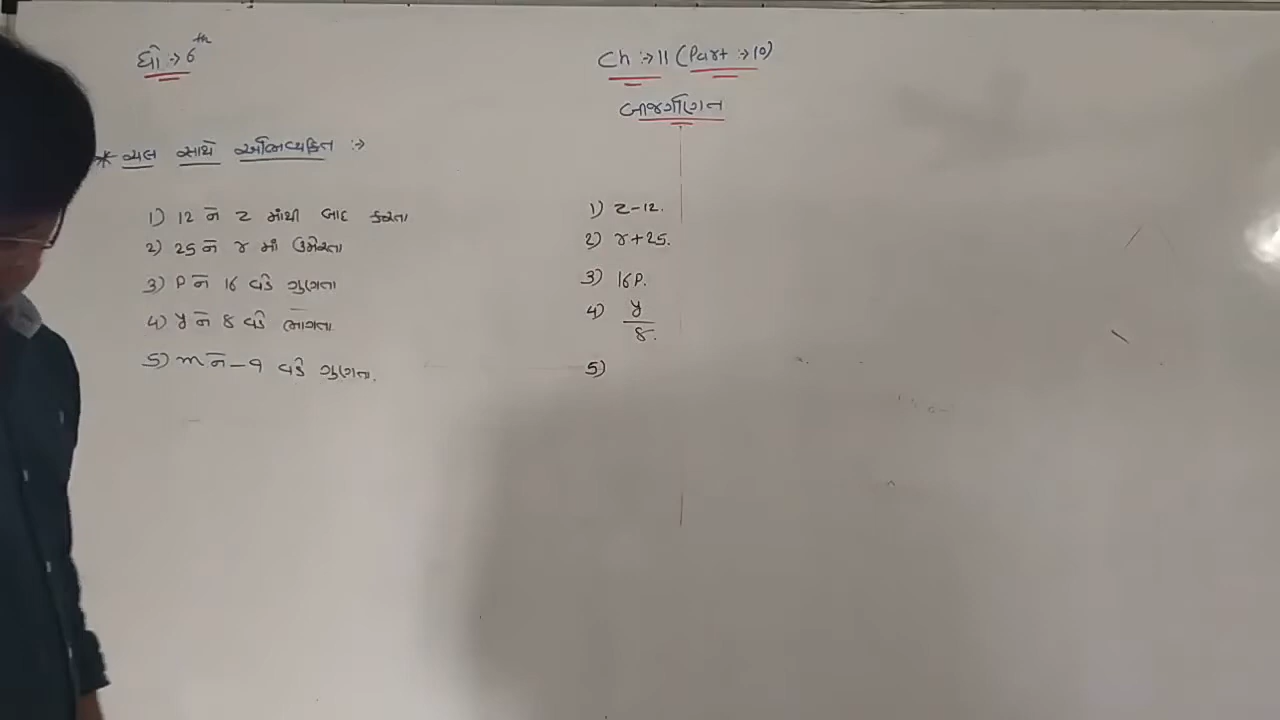 ધો :→ 6th
Ch :→ 11 (Part :→ 10)
બીજગણિત
* ચલ સાથે અભિવ્યક્તિ :→
1) 12 ને z માંથી બાદ કરતા
2) 25 ને r માં ઉમેરતા
3) P ને 16 વડે ગુણતા
4) y ને 8 વડે ભાગતા
5) m ને -9 વડે ગુણતા.
1) z-12.
2) r+25.
3) 16P.
4) y
8.
5)